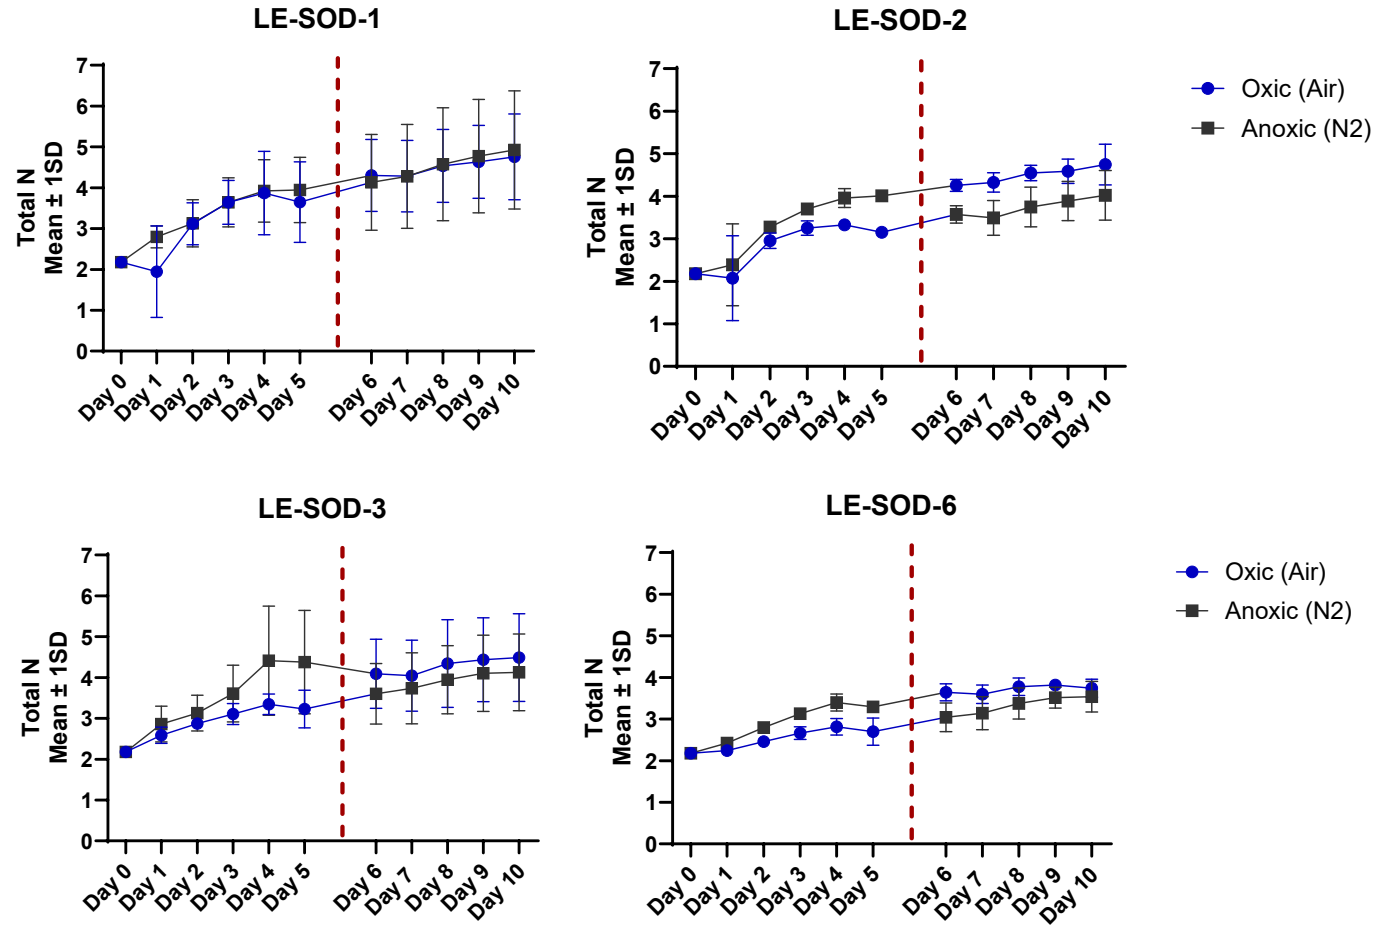 LE-SOD-1
Total N
Mean ± 1SD
7
6
5
4
3
2
1
0
Day 0
Day 1
Day 2
Day 3
Day 4
Day 5
Day 6
Day 7
Day 8
Day 9
Day 10
LE-SOD-2
Total N
Mean ± 1SD
7
6
5
4
3
2
1
0
Day 0
Day 1
Day 2
Day 3
Day 4
Day 5
Day 6
Day 7
Day 8
Day 9
Day 10
Oxic (Air)
Anoxic (N2)
LE-SOD-3
Total N
Mean ± 1SD
7
6
5
4
3
2
1
0
Day 0
Day 1
Day 2
Day 3
Day 4
Day 5
Day 6
Day 7
Day 8
Day 9
Day 10
LE-SOD-6
Total N
Mean ± 1SD
7
6
5
4
3
2
1
0
Day 0
Day 1
Day 2
Day 3
Day 4
Day 5
Day 6
Day 7
Day 8
Day 9
Day 10
Oxic (Air)
Anoxic (N2)